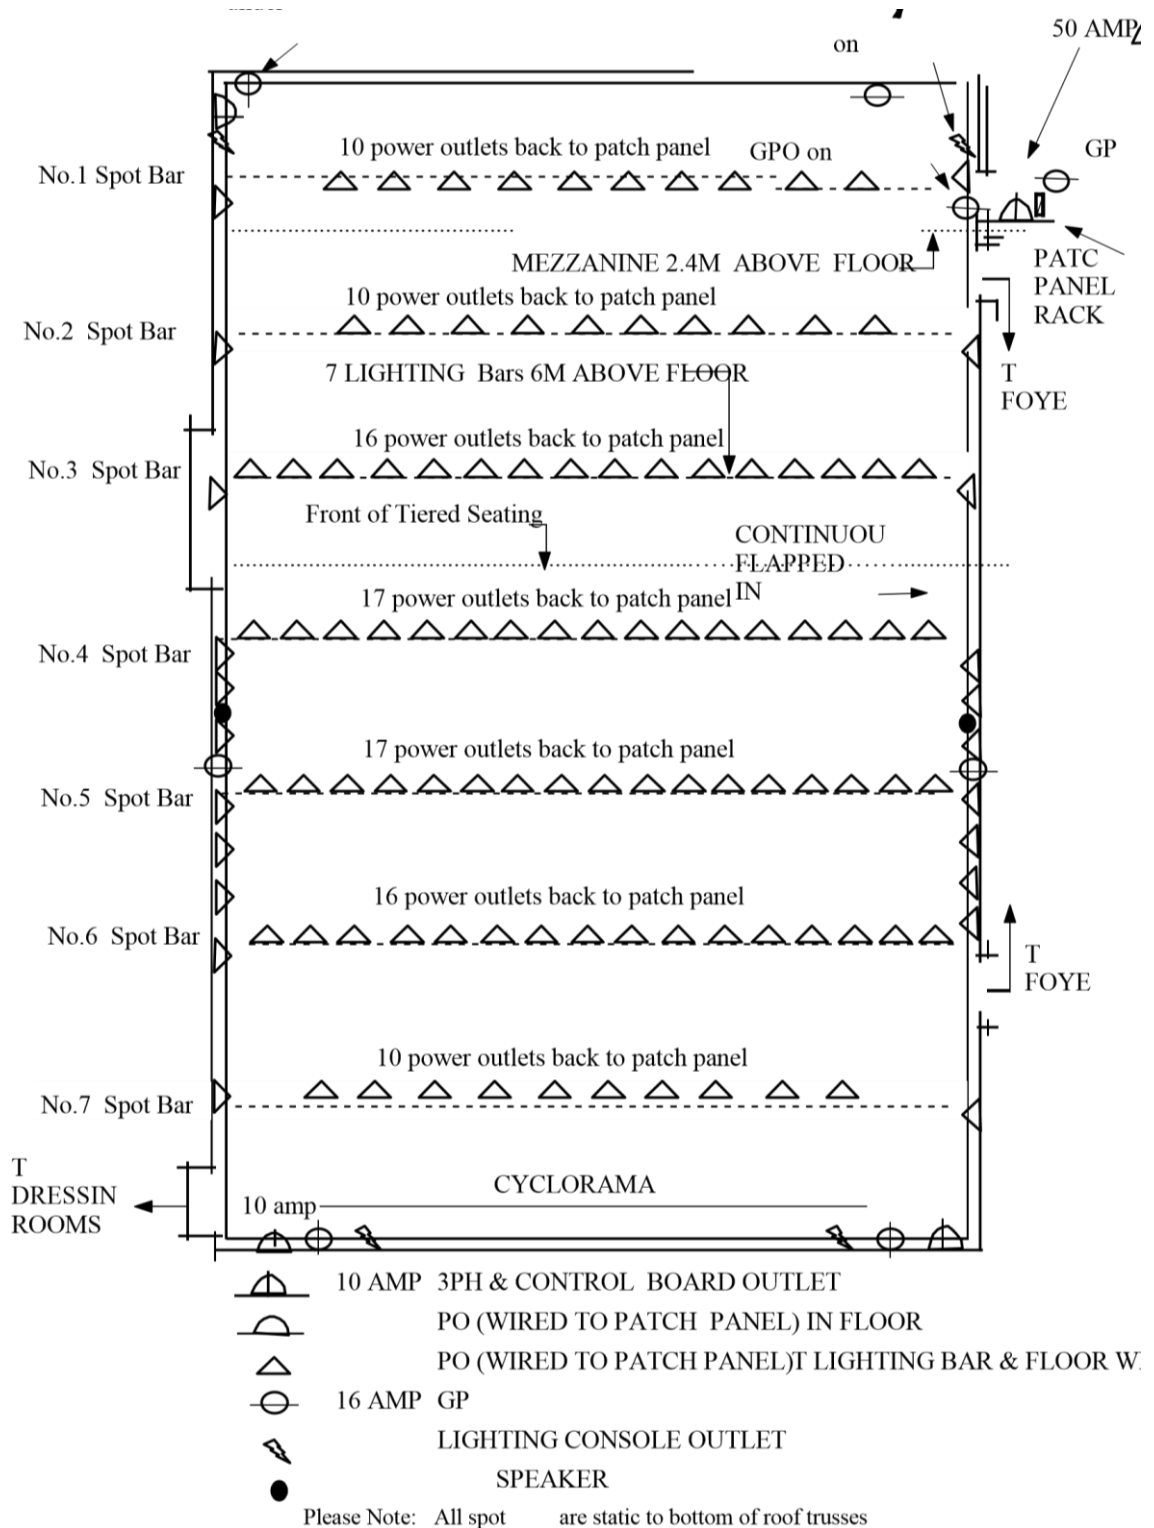 50 AMP
on
10 power outlets back to patch panel
GPO on
GP
No.1 Spot Bar
MEZZANINE 2.4M ABOVE FLOOR
PATC
PANEL
RACK
10 power outlets back to patch panel
No.2 Spot Bar
7 LIGHTING Bars 6M ABOVE FLOOR
T
FOYE
16 power outlets back to patch panel
No.3 Spot Bar
Front of Tiered Seating
CONTINUOU
FLAPPED
IN
17 power outlets back to patch panel
No.4 Spot Bar
17 power outlets back to patch panel
No.5 Spot Bar
16 power outlets back to patch panel
No.6 Spot Bar
T
FOYE
10 power outlets back to patch panel
No.7 Spot Bar
T
DRESSIN
ROOMS
CYCLORAMA
10 amp
10 AMP 3PH & CONTROL BOARD OUTLET
PO (WIRED TO PATCH PANEL) IN FLOOR
PO (WIRED TO PATCH PANEL)T LIGHTING BAR & FLOOR W
16 AMP GP
LIGHTING CONSOLE OUTLET
SPEAKER
Please Note: All spot are static to bottom of roof trusses